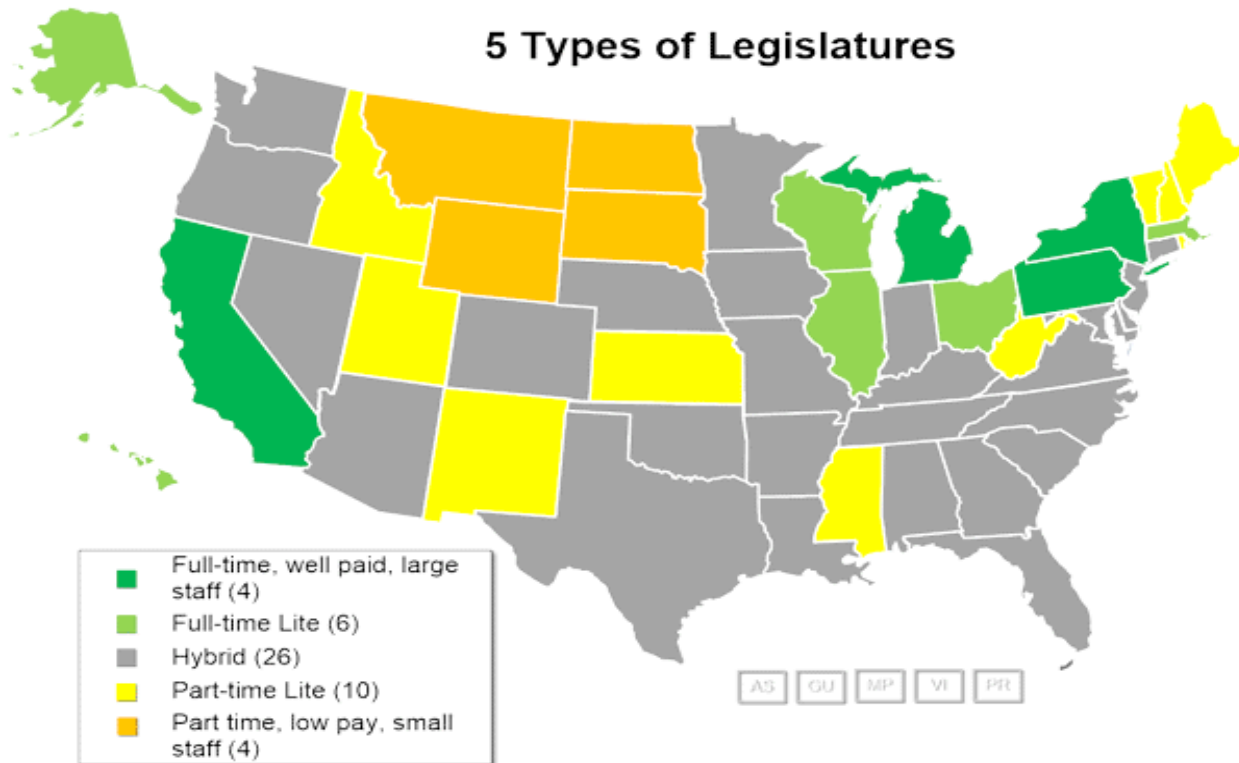 5 Types of Legislatures
Full-time, well paid, large
staff (4)
Full-time Lite (6)
Hybrid (26)
Part-time Lite (10)
Part time, low pay, small
staff (4)
AS GU MP VI PR